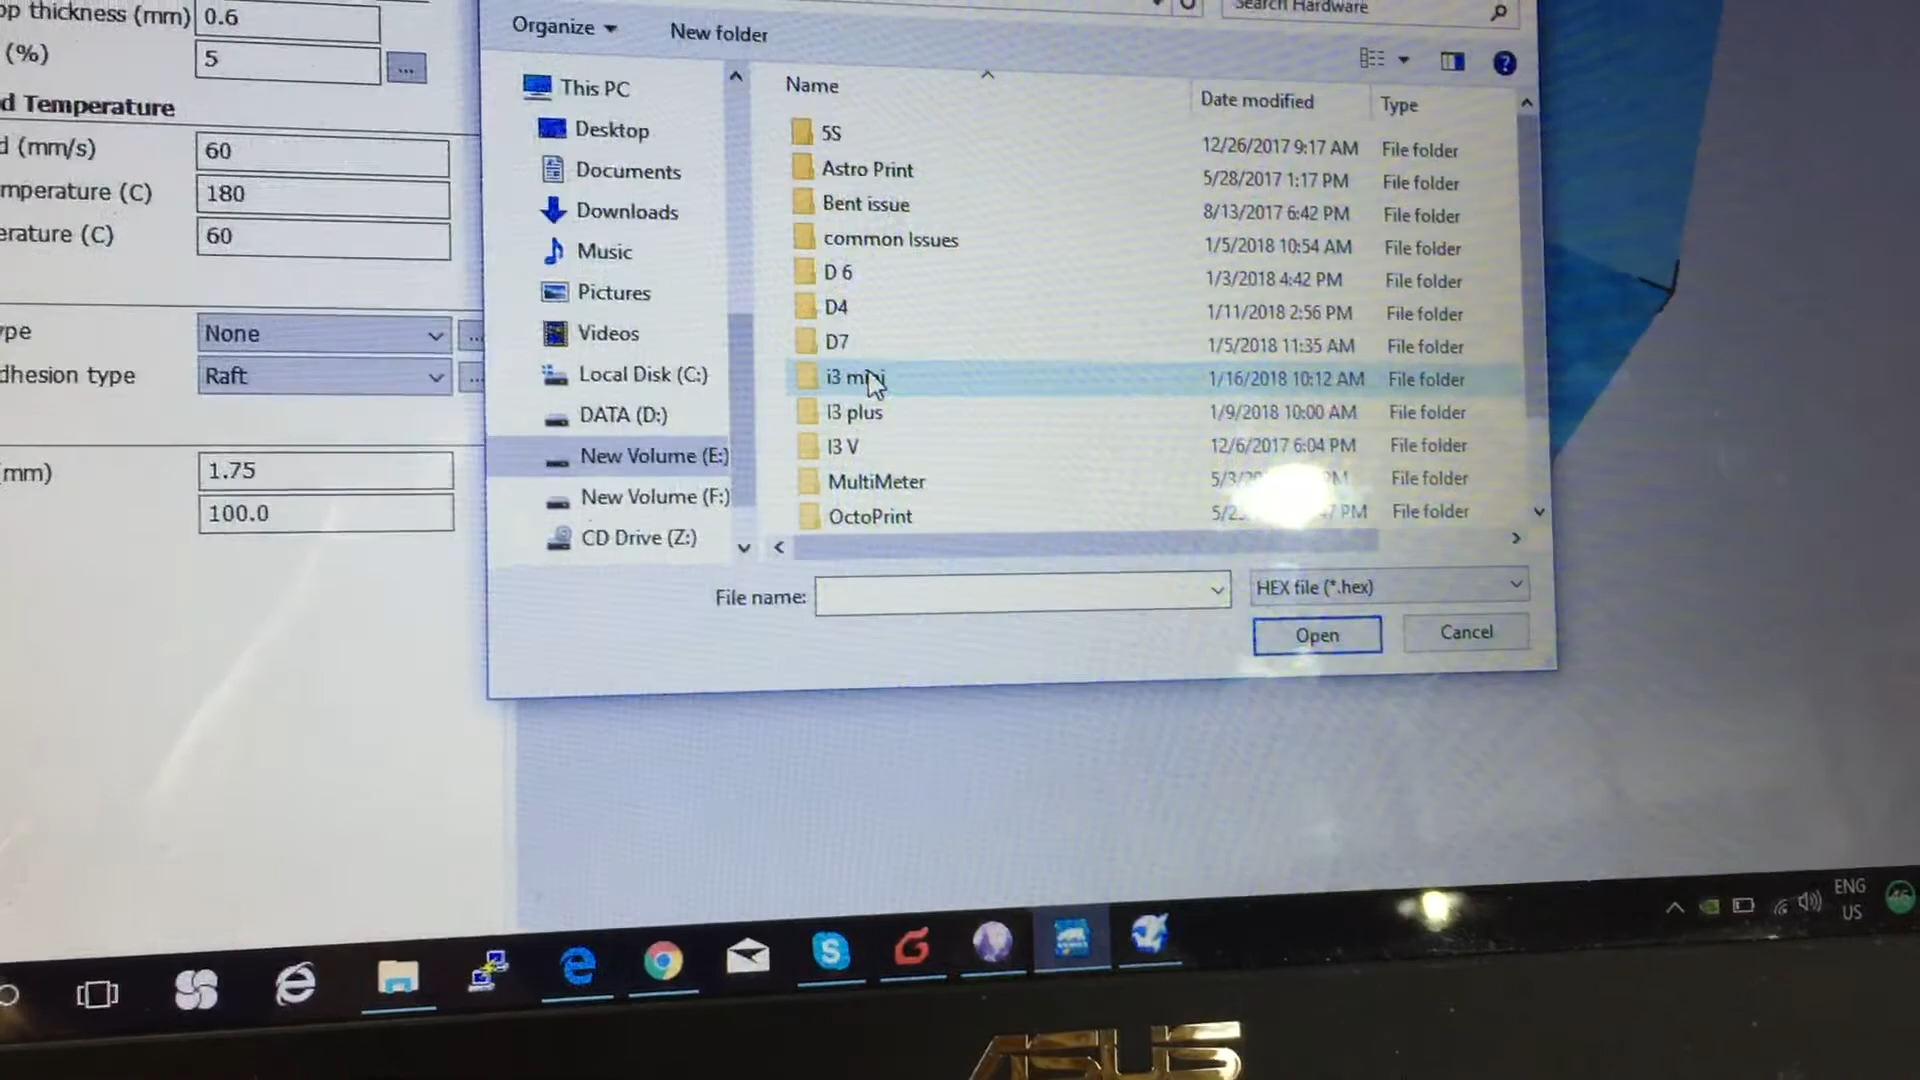 op thickness (mm) 0.6
(%) 5 ...
d Temperature
d (mm/s) 60
mperature (C) 180
erature (C) 60
ype None ...
dhesion type Raft ...
mm) 1.75
100.0
Search Hardware
Organize New folder
This PC
Desktop
Documents
Downloads
Music
Pictures
Videos
Local Disk (C:)
DATA (D:)
New Volume (E:)
New Volume (F:)
CD Drive (Z:)
Name Date modified Type
5S 12/26/2017 9:17 AM File folder
Astro Print 5/28/2017 1:17 PM File folder
Bent issue 8/13/2017 6:42 PM File folder
common Issues 1/5/2018 10:54 AM File folder
D 6 1/3/2018 4:42 PM File folder
D4 1/11/2018 2:56 PM File folder
D7 1/5/2018 11:35 AM File folder
i3 mini 1/16/2018 10:12 AM File folder
I3 plus 1/9/2018 10:00 AM File folder
I3 V 12/6/2017 6:04 PM File folder
MultiMeter File folder
OctoPrint PM File folder
File name: HEX file (*.hex)
Open Cancel
ENG
US
ASUS